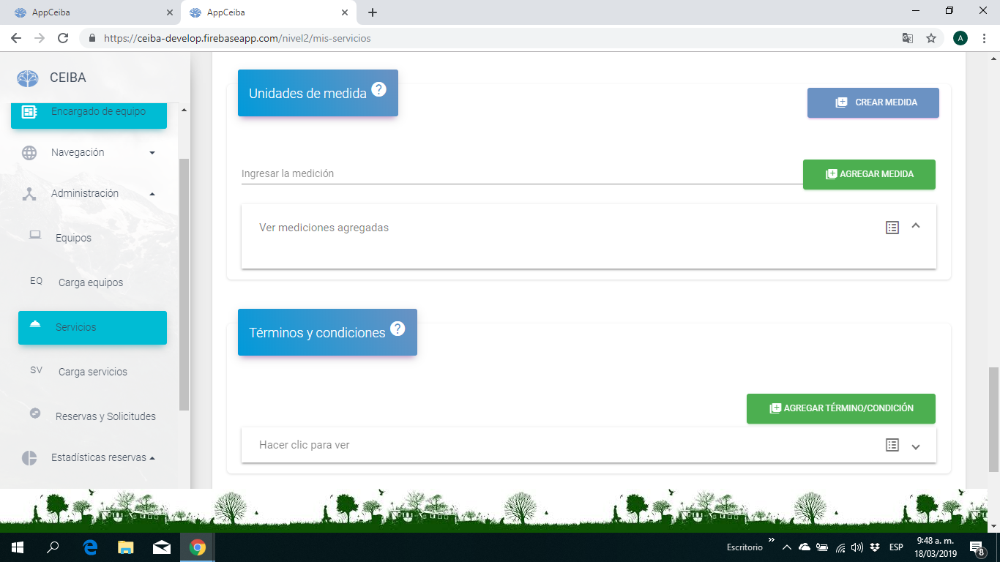 AppCeiba
AppCeiba
https://ceiba-develop.firebaseapp.com/nivel2/mis-servicios
A
CEIBA
Encargado de equipo
Navegación
Administración
Equipos
EQ Carga equipos
Servicios
SV Carga servicios
Reservas y Solicitudes
Estadísticas reservas
Unidades de medida ?
CREAR MEDIDA
Ingresar la medición
AGREGAR MEDIDA
Ver mediciones agregadas
Términos y condiciones ?
AGREGAR TÉRMINO/CONDICIÓN
Hacer clic para ver
Escritorio
ESP
9:48 a. m.
18/03/2019
8